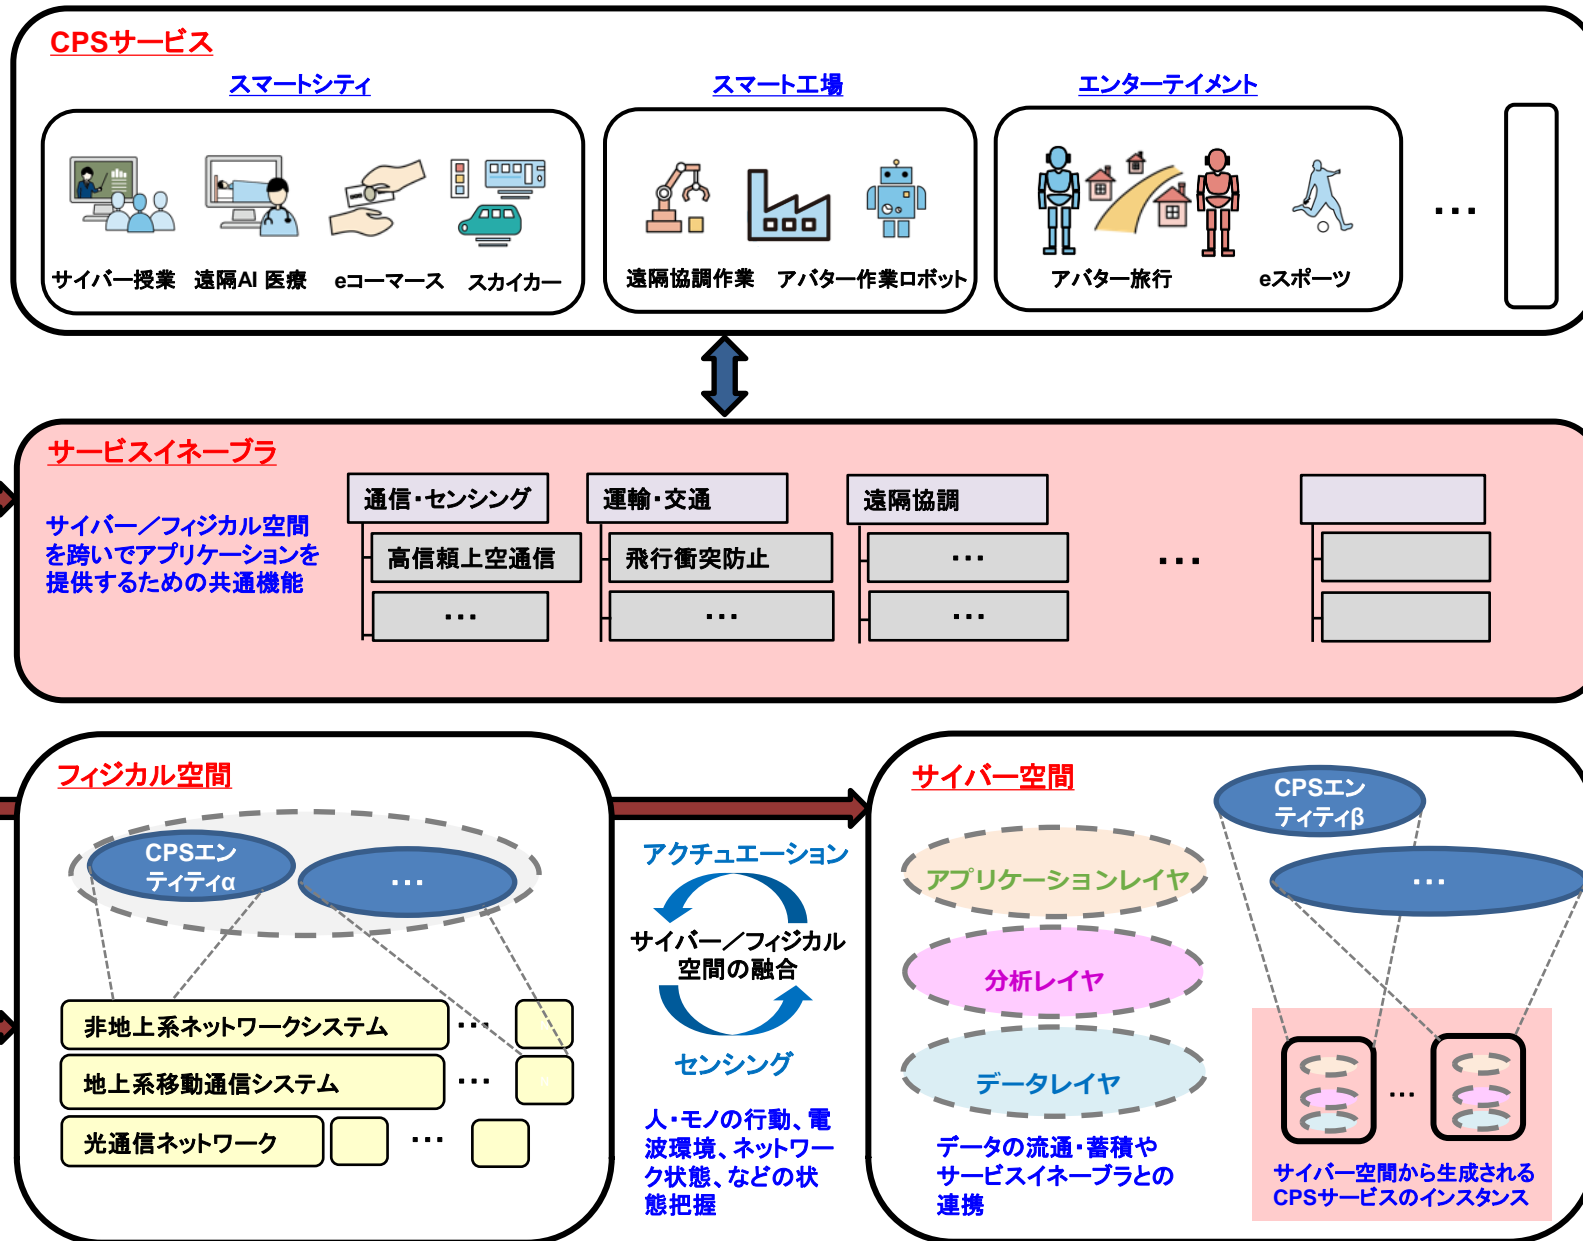 CPSサービス
スマートシティ
スマート工場
エンターテイメント
サイバー授業
遠隔AI 医療
eコーマース
スカイカー
遠隔協調作業
アバター作業ロボット
アバター旅行
eスポーツ
…
サービスイネーブラ
サイバー／フィジカル空間
を跨いでアプリケーションを
提供するための共通機能
通信・センシング
高信頼上空通信
…
運輸・交通
飛行衝突防止
…
遠隔協調
…
…
…
フィジカル空間
CPSエン
ティティα
…
非地上系ネットワークシステム
…
地上系移動通信システム
…
光通信ネットワーク
…
アクチュエーション
サイバー／フィジカル
空間の融合
センシング
人・モノの行動、電
波環境、ネットワー
ク状態、などの状
態把握
サイバー空間
CPSエン
ティティβ
…
アプリケーションレイヤ
分析レイヤ
データレイヤ
データの流通・蓄積や
サービスイネーブラとの
連携
…
サイバー空間から生成される
CPSサービスのインスタンス